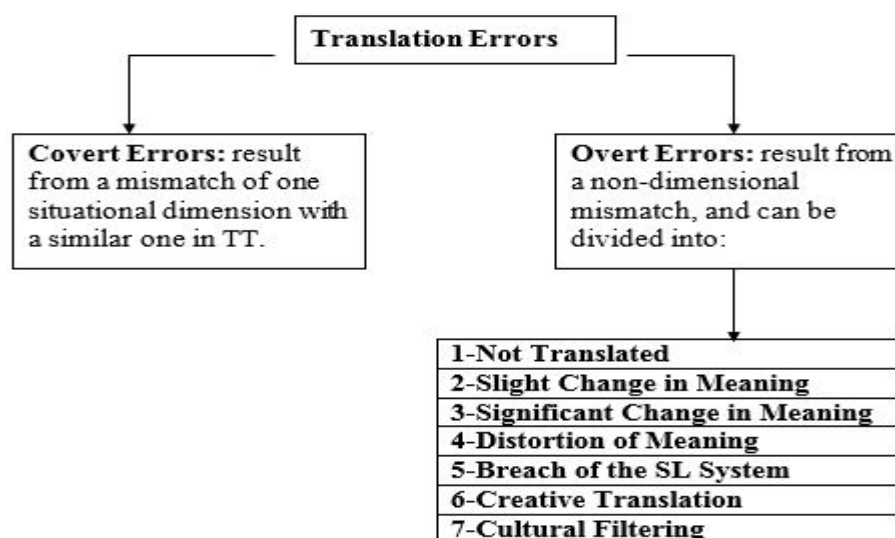 Translation Errors
Covert Errors: result
from a mismatch of one
situational dimension with
a similar one in TT.
Overt Errors: result from
a non-dimensional
mismatch, and can be
divided into:
1-Not Translated
2-Slight Change in Meaning
3-Significant Change in Meaning
4-Distortion of Meaning
5-Breach of the SL System
6-Creative Translation
7-Cultural Filtering